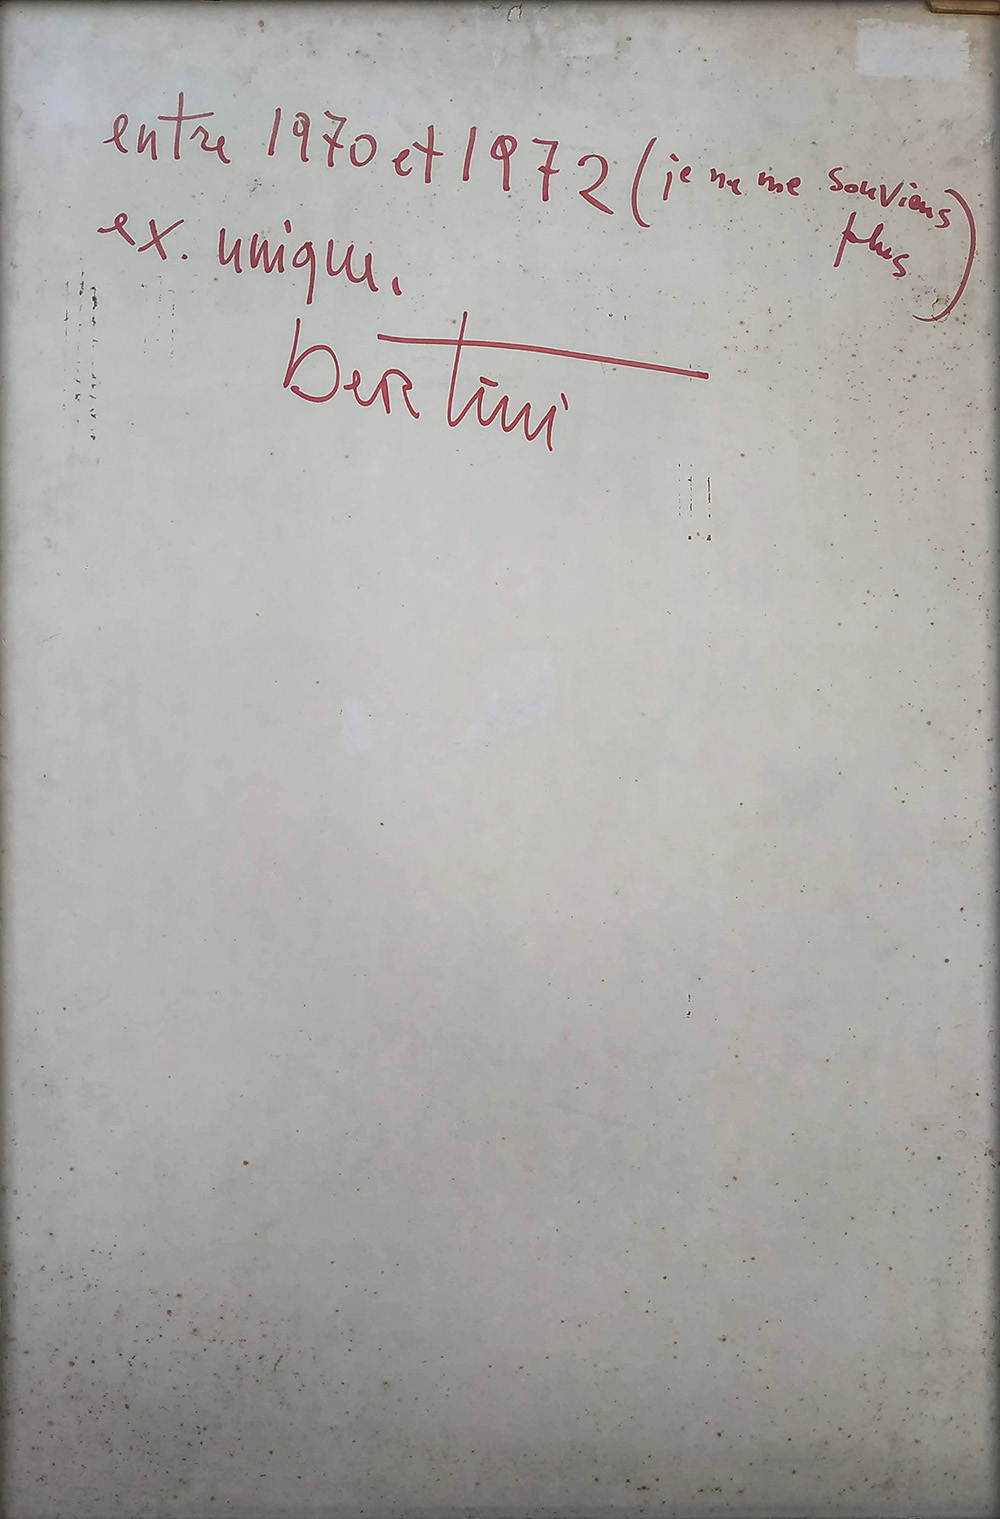 entre 1970 et 1972 (je ne me souviens
plus)
ex. unique.
bertini